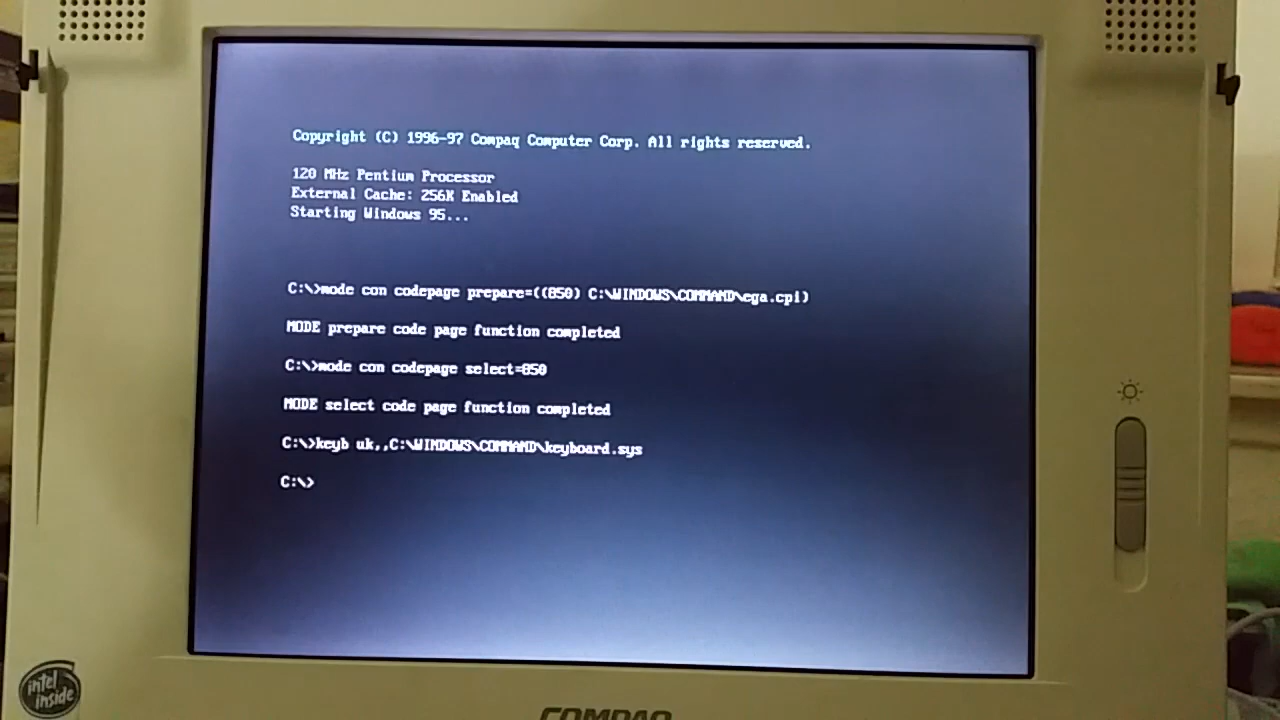 Copyright (C) 1996-97 Compaq Computer Corp. All rights reserved.
120 MHz Pentium Processor
External Cache: 256K Enabled
Starting Windows 95...
C:\>mode con codepage prepare=((850) C:\WINDOWS\COMMAND\ega.cpi)
MODE prepare code page function completed
C:\>mode con codepage select=850
MODE select code page function completed
C:\>keyb uk,,C:\WINDOWS\COMMAND\keyboard.sys
C:\>
intel
inside
COMPAQ